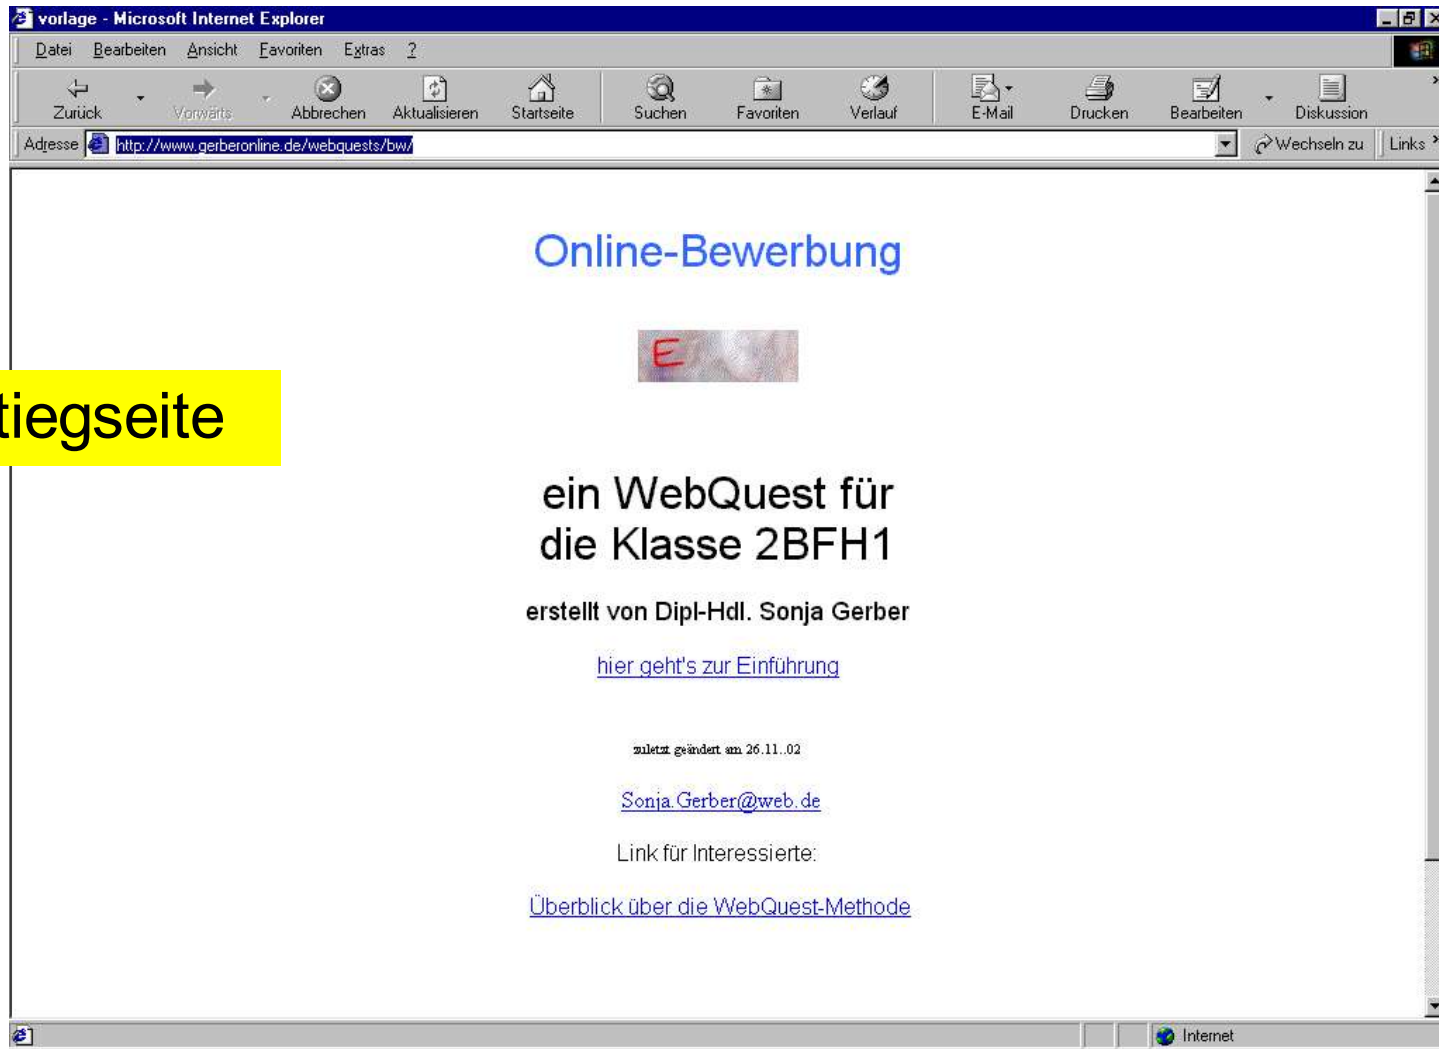 vorlage - Microsoft Internet Explorer
Datei Bearbeiten Ansicht Favoriten Extras ?
Zurück Vorwärts Abbrechen Aktualisieren Startseite Suchen Favoriten Verlauf E-Mail Drucken Bearbeiten Diskussion
Adresse http://www.gerberonline.de/webquests/bw/ Wechseln zu Links
Online-Bewerbung
E
tiegseite
ein WebQuest für
die Klasse 2BFH1
erstellt von Dipl-Hdl. Sonja Gerber
hier geht's zur Einführung
zuletzt geändert am 26.11..02
Sonja.Gerber@web.de
Link für Interessierte:
Überblick über die WebQuest-Methode
Internet